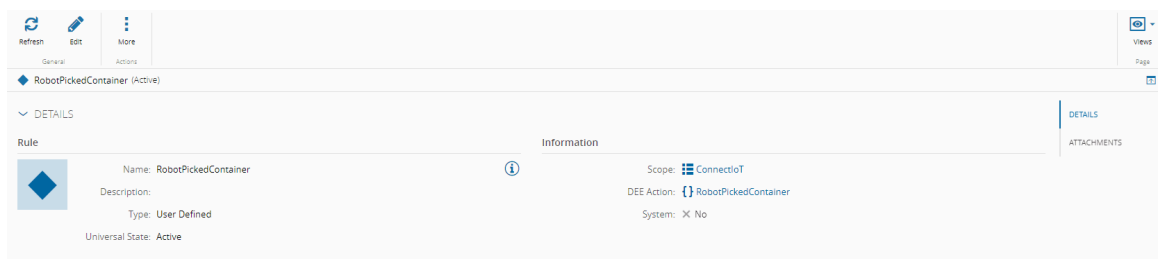 Refresh Edit More Views
General Actions Page
RobotPickedContainer (Active)
DETAILS
DETAILS
ATTACHMENTS
Rule Information
Name: RobotPickedContainer Scope: ConnectIoT
Description: DEE Action: {} RobotPickedContainer
Type: User Defined System: No
Universal State: Active